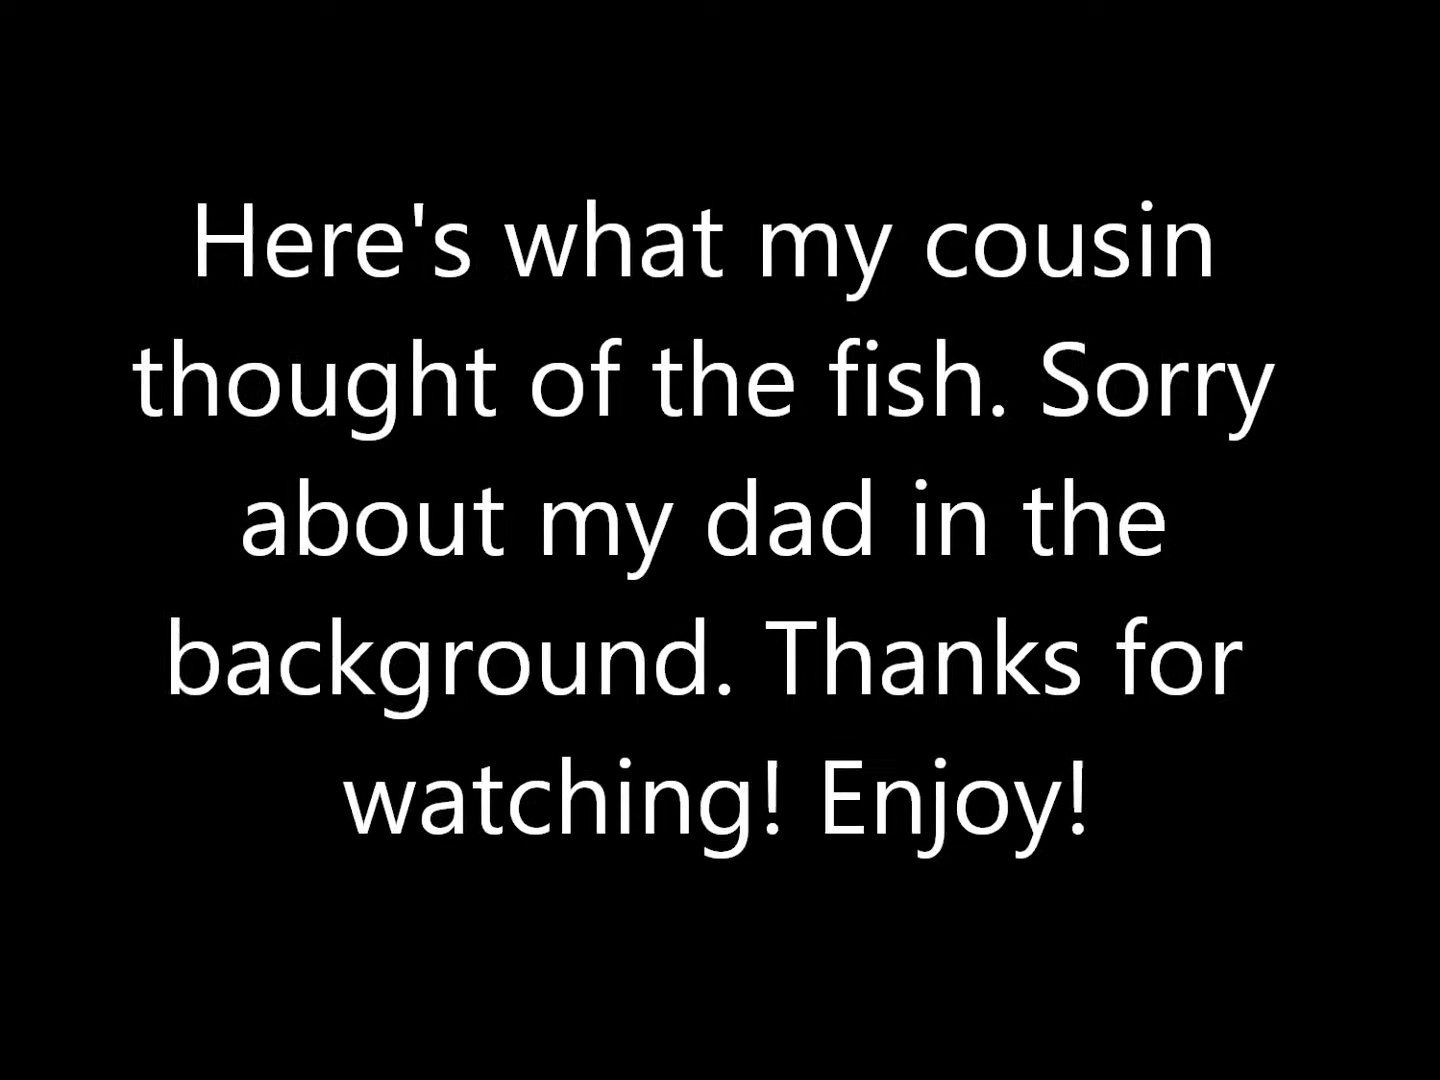 Here's what my cousin
thought of the fish. Sorry
about my dad in the
background. Thanks for
watching! Enjoy!